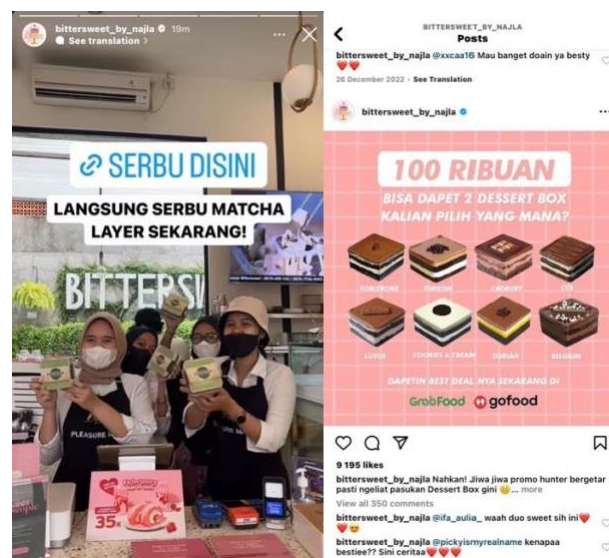 bittersweet_by_najla 19m
See translation >
SERBU DISINI
LANGSUNG SERBU MATCHA
LAYER SEKARANG!
BITTERSW
PLEASURE
35K
BITTERSWEET_BY_NAJLA
Posts
bittersweet_by_najla @xxcaa16 Mau banget doain ya besty
26 December 2022 · See Translation
bittersweet_by_najla
100 RIBUAN
BISA DAPET 2 DESSERT BOX
KALIAN PILIH YANG MANA?
TOBLERONE
LOTUS
COOKIES & CREAM
DURIAN
BELGIUM
DAPETIN BEST DEAL NYA SEKARANG DI
GrabFood gofood
9 195 likes
bittersweet_by_najla Nahkan! Jiwa jiwa promo hunter bergetar
pasti ngeliat pasukan Dessert Box gini ... more
View all 350 comments
bittersweet_by_najla @ifa_aulia_ waah duo sweet sih ini
bittersweet_by_najla @pickyismyrealname kenapaa
bestiee?? Sini ceritaa